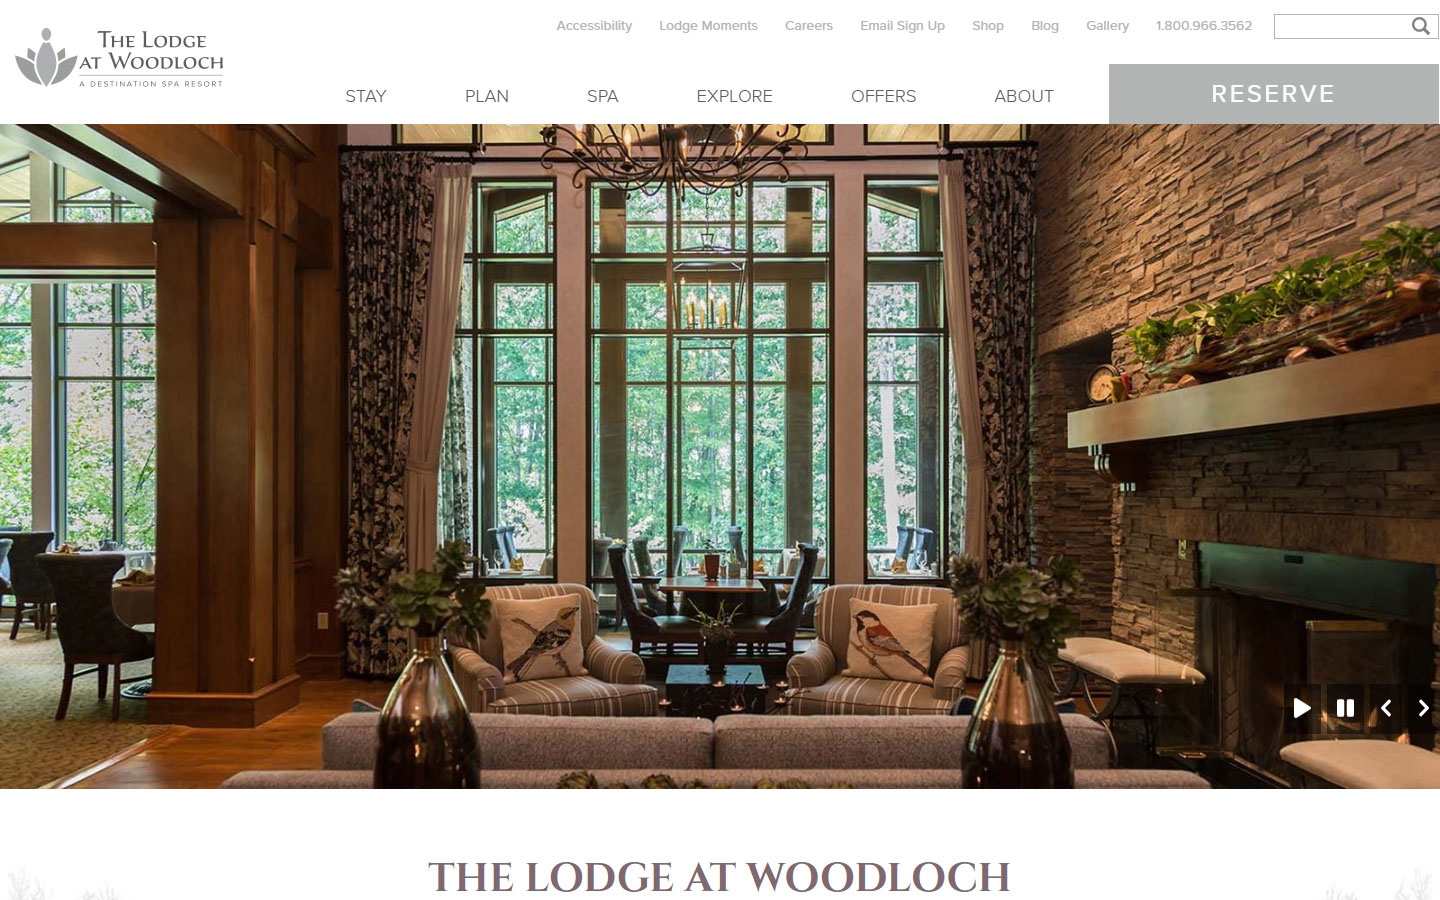 Accessibility Lodge Moments Careers Email Sign Up Shop Blog Gallery 1.800.966.3562
THE LODGE
AT WOODLOCH
A DESTINATION SPA RESORT
STAY PLAN SPA EXPLORE OFFERS ABOUT RESERVE
THE LODGE AT WOODLOCH